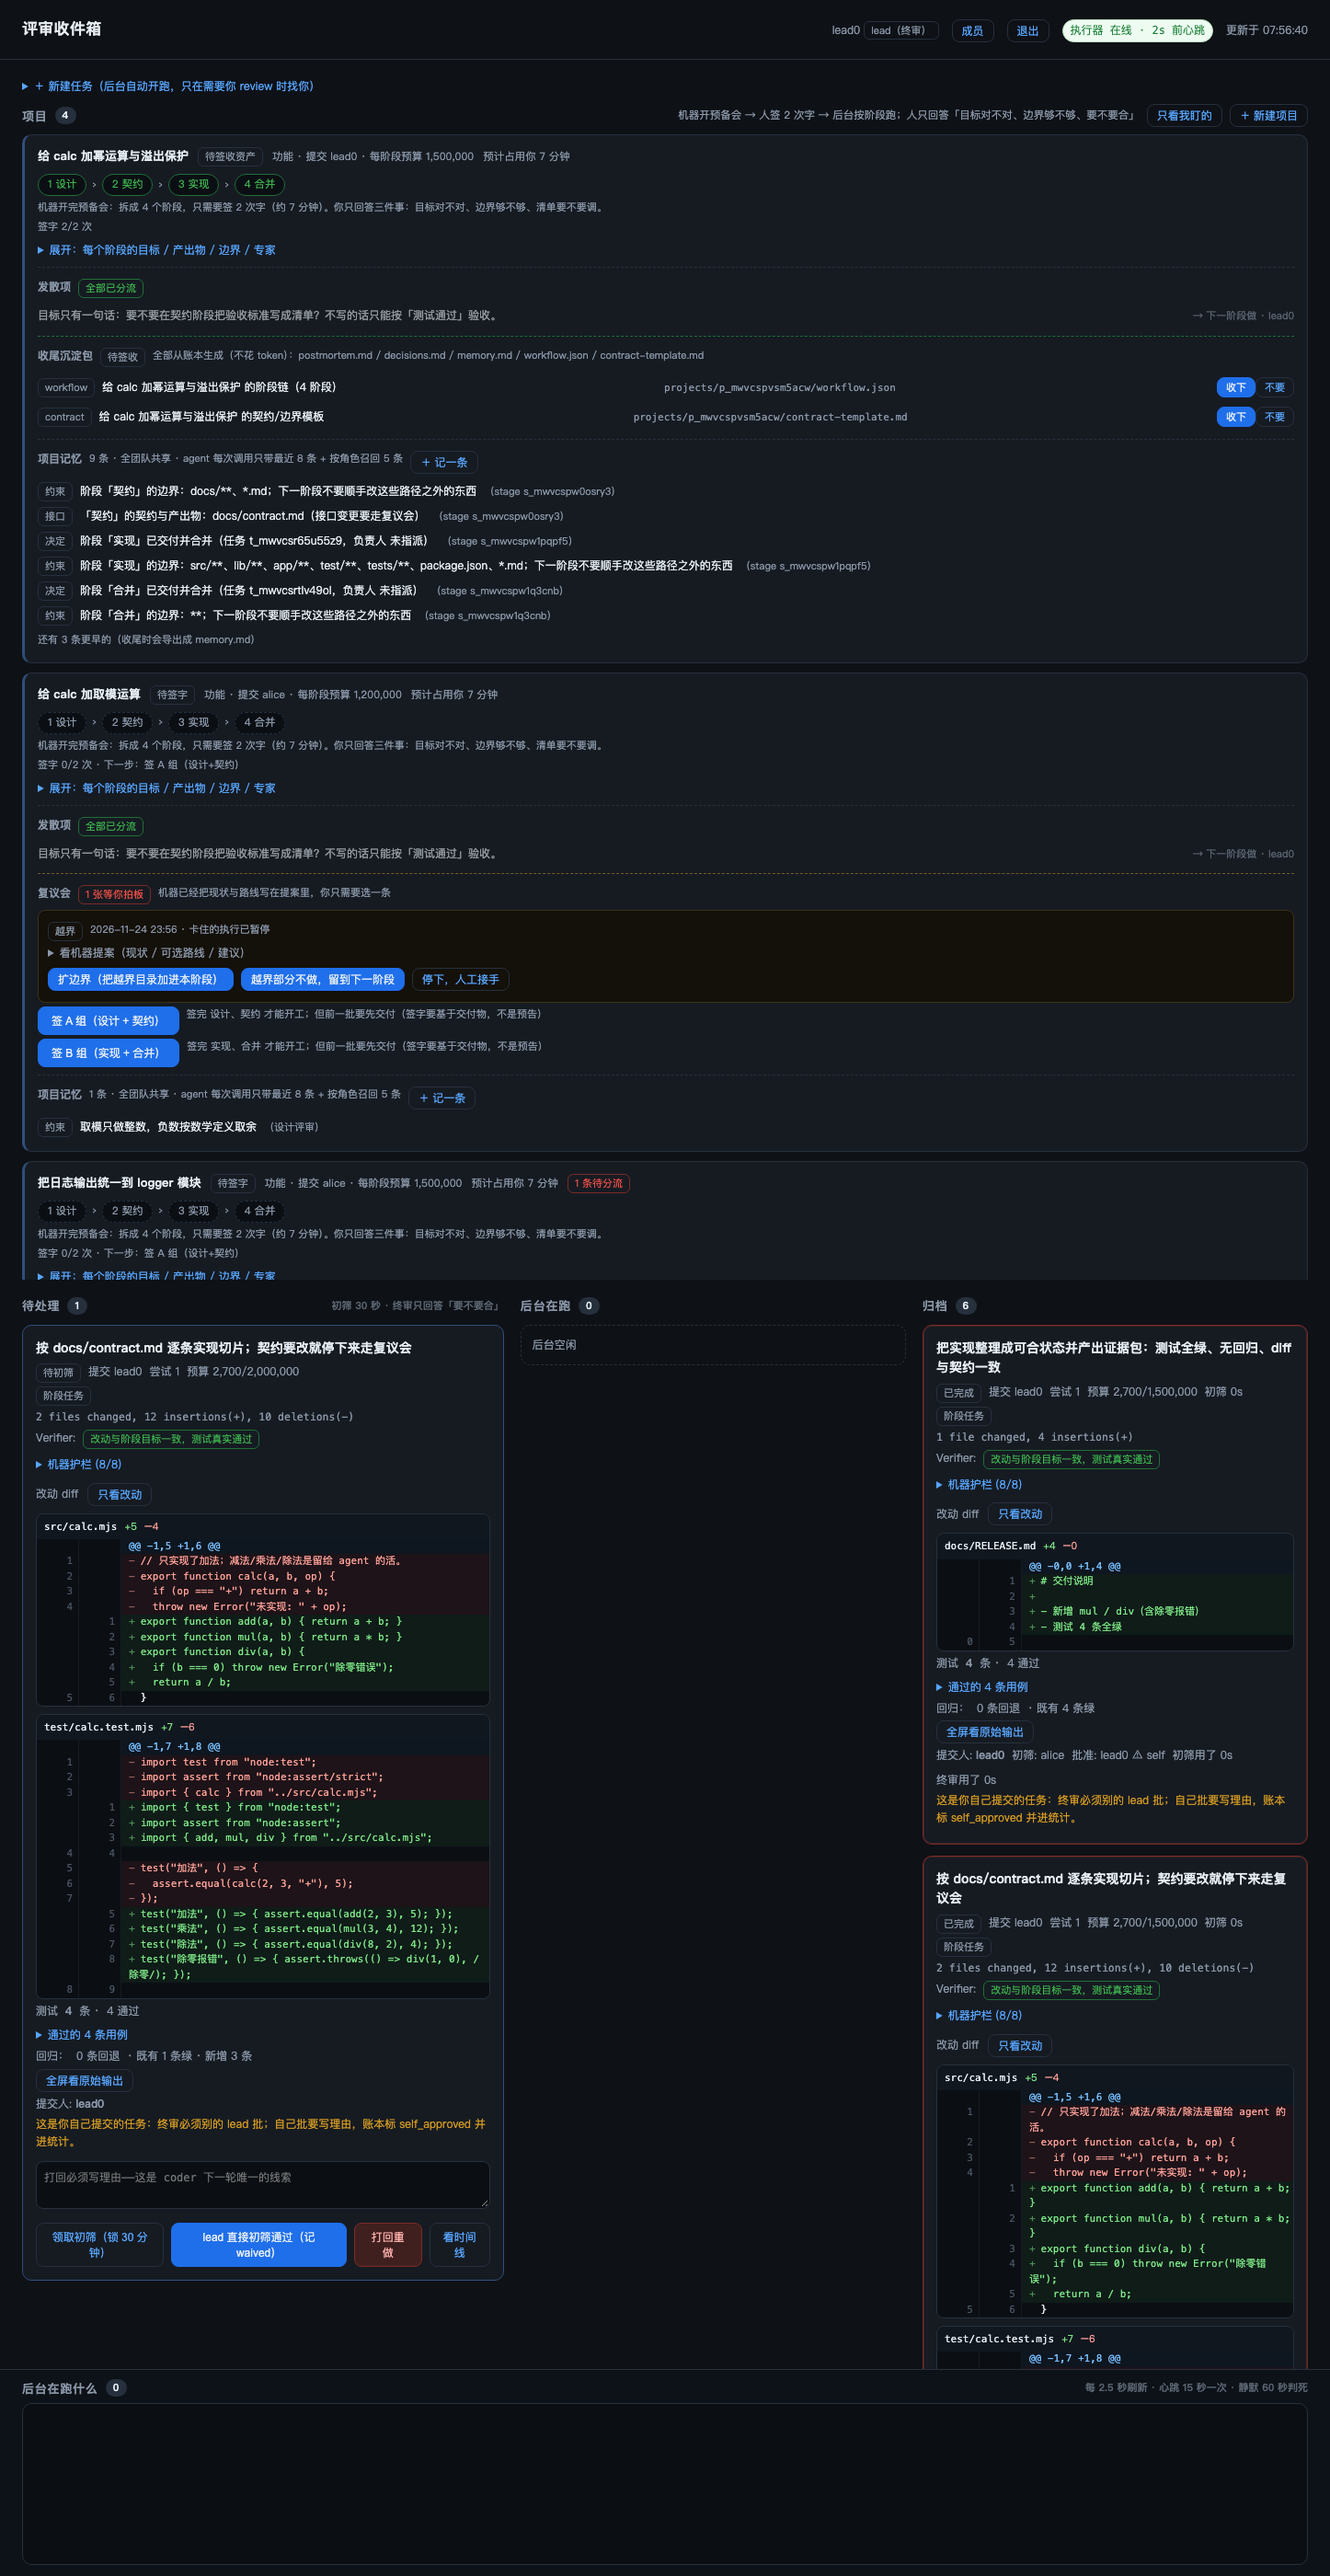 评审收件箱
lead0 lead（终审） 成员 退出 执行器 在线 · 2s 前心跳 更新于 07:56:40
▶ ＋ 新建任务（后台自动开跑，只在需要你 review 时找你）
项目 4 机器开预备会 → 人签 2 次字 → 后台按阶段跑；人只回答「目标对不对、边界够不够、要不要合」 只看我盯的 ＋ 新建项目
给 calc 加幂运算与溢出保护 待签收资产 功能 · 提交 lead0 · 每阶段预算 1,500,000 预计占用你 7 分钟
1 设计 › 2 契约 › 3 实现 › 4 合并
机器开完预备会：拆成 4 个阶段，只需要签 2 次字（约 7 分钟）。你只回答三件事：目标对不对、边界够不够、清单要不要调。
签字 2/2 次
▶ 展开：每个阶段的目标 / 产出物 / 边界 / 专家
发散项 全部已分流
目标只有一句话：要不要在契约阶段把验收标准写成清单？不写的话只能按「测试通过」验收。 → 下一阶段做 · lead0
收尾沉淀包 待签收 全部从账本生成（不花 token）：postmortem.md / decisions.md / memory.md / workflow.json / contract-template.md
workflow 给 calc 加幂运算与溢出保护 的阶段链（4 阶段） projects/p_mwvcspvsm5acw/workflow.json 收下 不要
contract 给 calc 加幂运算与溢出保护 的契约/边界模板 projects/p_mwvcspvsm5acw/contract-template.md 收下 不要
项目记忆 9 条 · 全团队共享 · agent 每次调用只带最近 8 条 + 按角色召回 5 条 ＋ 记一条
约束 阶段「契约」的边界：docs/**、*.md；下一阶段不要顺手改这些路径之外的东西 （stage s_mwvcspw0osry3）
接口 「契约」的契约与产出物：docs/contract.md（接口变更要走复议会） （stage s_mwvcspw0osry3）
决定 阶段「实现」已交付并合并（任务 t_mwvcsr65u55z9，负责人 未指派） （stage s_mwvcspw1pqpf5）
约束 阶段「实现」的边界：src/**、lib/**、app/**、test/**、tests/**、package.json、*.md；下一阶段不要顺手改这些路径之外的东西 （stage s_mwvcspw1pqpf5）
决定 阶段「合并」已交付并合并（任务 t_mwvcsrtlv49ol，负责人 未指派） （stage s_mwvcspw1q3cnb）
约束 阶段「合并」的边界：**；下一阶段不要顺手改这些路径之外的东西 （stage s_mwvcspw1q3cnb）
还有 3 条更早的（收尾时会导出成 memory.md）
给 calc 加取模运算 待签字 功能 · 提交 alice · 每阶段预算 1,200,000 预计占用你 7 分钟
1 设计 › 2 契约 › 3 实现 › 4 合并
机器开完预备会：拆成 4 个阶段，只需要签 2 次字（约 7 分钟）。你只回答三件事：目标对不对、边界够不够、清单要不要调。
签字 0/2 次 · 下一步：签 A 组（设计+契约）
▶ 展开：每个阶段的目标 / 产出物 / 边界 / 专家
发散项 全部已分流
目标只有一句话：要不要在契约阶段把验收标准写成清单？不写的话只能按「测试通过」验收。 → 下一阶段做 · lead0
复议会 1 张等你拍板 机器已经把现状与路线写在提案里，你只需要选一条
越界 2026-11-24 23:56 · 卡住的执行已暂停
▶ 看机器提案（现状 / 可选路线 / 建议）
扩边界（把越界目录加进本阶段） 越界部分不做，留到下一阶段 停下，人工接手
签 A 组（设计 + 契约） 签完 设计、契约 才能开工；但前一批要先交付（签字要基于交付物，不是预告）
签 B 组（实现 + 合并） 签完 实现、合并 才能开工；但前一批要先交付（签字要基于交付物，不是预告）
项目记忆 1 条 · 全团队共享 · agent 每次调用只带最近 8 条 + 按角色召回 5 条 ＋ 记一条
约束 取模只做整数，负数按数学定义取余 （设计评审）
把日志输出统一到 logger 模块 待签字 功能 · 提交 alice · 每阶段预算 1,500,000 预计占用你 7 分钟 1 条待分流
1 设计 › 2 契约 › 3 实现 › 4 合并
机器开完预备会：拆成 4 个阶段，只需要签 2 次字（约 7 分钟）。你只回答三件事：目标对不对、边界够不够、清单要不要调。
签字 0/2 次 · 下一步：签 A 组（设计+契约）
▶ 展开：每个阶段的目标 / 产出物 / 边界 / 专家
待处理 1 初筛 30 秒 · 终审只回答「要不要合」
按 docs/contract.md 逐条实现切片；契约要改就停下来走复议会
待初筛 提交 lead0 尝试 1 预算 2,700/2,000,000
阶段任务
2 files changed, 12 insertions(+), 10 deletions(-)
Verifier: 改动与阶段目标一致，测试真实通过
▶ 机器护栏 (8/8)
改动 diff 只看改动
src/calc.mjs +5 −4
@@ -1,5 +1,6 @@
1 − // 只实现了加法；减法/乘法/除法是留给 agent 的活。
2 − export function calc(a, b, op) {
3 − if (op === "+") return a + b;
4 − throw new Error("未实现: " + op);
1 + export function add(a, b) { return a + b; }
2 + export function mul(a, b) { return a * b; }
3 + export function div(a, b) {
4 + if (b === 0) throw new Error("除零错误");
5 + return a / b;
5 6 }
test/calc.test.mjs +7 −6
@@ -1,7 +1,8 @@
1 − import test from "node:test";
2 − import assert from "node:assert/strict";
3 − import { calc } from "../src/calc.mjs";
1 + import { test } from "node:test";
2 + import assert from "node:assert";
3 + import { add, mul, div } from "../src/calc.mjs";
4 4
5 − test("加法", () => {
6 − assert.equal(calc(2, 3, "+"), 5);
7 − });
5 + test("加法", () => { assert.equal(add(2, 3), 5); });
6 + test("乘法", () => { assert.equal(mul(3, 4), 12); });
7 + test("除法", () => { assert.equal(div(8, 2), 4); });
8 + test("除零报错", () => { assert.throws(() => div(1, 0), /
除零/); });
8 9
测试 4 条 · 4 通过
▶ 通过的 4 条用例
回归： 0 条回退 · 既有 1 条绿 · 新增 3 条
全屏看原始输出
提交人: lead0
这是你自己提交的任务：终审必须别的 lead 批；自己批要写理由，账本标 self_approved 并
进统计。
打回必须写理由——这是 coder 下一轮唯一的线索
领取初筛（锁 30 分
钟）
lead 直接初筛通过（记
waived）
打回重
做
看时间
线
后台在跑 0
后台空闲
归档 6
把实现整理成可合状态并产出证据包：测试全绿、无回归、diff
与契约一致
已完成 提交 lead0 尝试 1 预算 2,700/1,500,000 初筛 0s
阶段任务
1 file changed, 4 insertions(+)
Verifier: 改动与阶段目标一致，测试真实通过
▶ 机器护栏 (8/8)
改动 diff 只看改动
docs/RELEASE.md +4 −0
@@ -0,0 +1,4 @@
1 + # 交付说明
2 +
3 + - 新增 mul / div（含除零报错）
4 + - 测试 4 条全绿
0 5
测试 4 条 · 4 通过
▶ 通过的 4 条用例
回归： 0 条回退 · 既有 4 条绿
全屏看原始输出
提交人: lead0 初筛: alice 批准: lead0 ⚠ self 初筛用了 0s
终审用了 0s
这是你自己提交的任务：终审必须别的 lead 批；自己批要写理由，账本
标 self_approved 并进统计。
按 docs/contract.md 逐条实现切片；契约要改就停下来走复
议会
已完成 提交 lead0 尝试 1 预算 2,700/1,500,000 初筛 0s
阶段任务
2 files changed, 12 insertions(+), 10 deletions(-)
Verifier: 改动与阶段目标一致，测试真实通过
▶ 机器护栏 (8/8)
改动 diff 只看改动
src/calc.mjs +5 −4
@@ -1,5 +1,6 @@
1 − // 只实现了加法；减法/乘法/除法是留给 agent 的
活。
2 − export function calc(a, b, op) {
3 − if (op === "+") return a + b;
4 − throw new Error("未实现: " + op);
1 + export function add(a, b) { return a + b;
}
2 + export function mul(a, b) { return a * b;
}
3 + export function div(a, b) {
4 + if (b === 0) throw new Error("除零错
误");
5 + return a / b;
5 6 }
test/calc.test.mjs +7 −6
@@ -1,7 +1,8 @@
后台在跑什么 0 每 2.5 秒刷新 · 心跳 15 秒一次 · 静默 60 秒判死